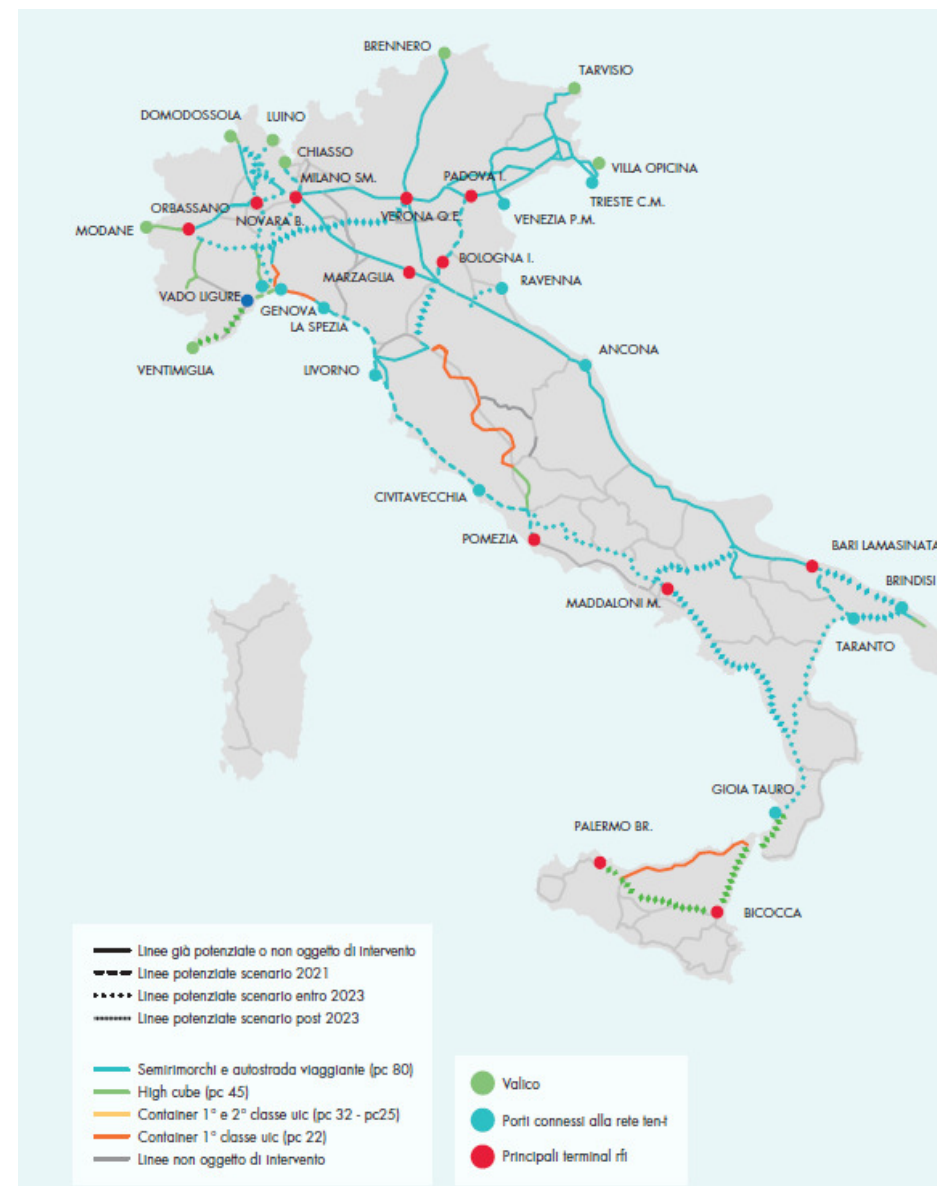 BRENNERO
TARVISIO
DOMODOSSOLA
LUINO
CHIASSO
MILANO SM.
PADOVA I.
VILLA OPICINA
ORBASSANO
TRIESTE C.M.
NOVARA B.
VERONA Q.E.
VENEZIA P.M.
MODANE
BOLOGNA I.
MARZAGLIA
RAVENNA
VADO LIGURE
GENOVA
LA SPEZIA
ANCONA
VENTIMIGLIA
LIVORNO
CIVITAVECCHIA
POMEZIA
BARI LAMASINATA
BRINDISI
MADDALONI M.
TARANTO
GIOIA TAURO
PALERMO BR.
BICOCCA
Linee già potenziate o non oggetto di intervento
Linee potenziate scenario 2021
Linee potenziate scenario entro 2023
Linee potenziate scenario post 2023
Semirimorchi e autostrada viaggiante (pc 80)
High cube (pc 45)
Container 1° e 2° classe uic (pc 32 - pc25)
Container 1° classe uic (pc 22)
Linee non oggetto di intervento
Valico
Porti connessi alla rete ten-t
Principali terminal rfi